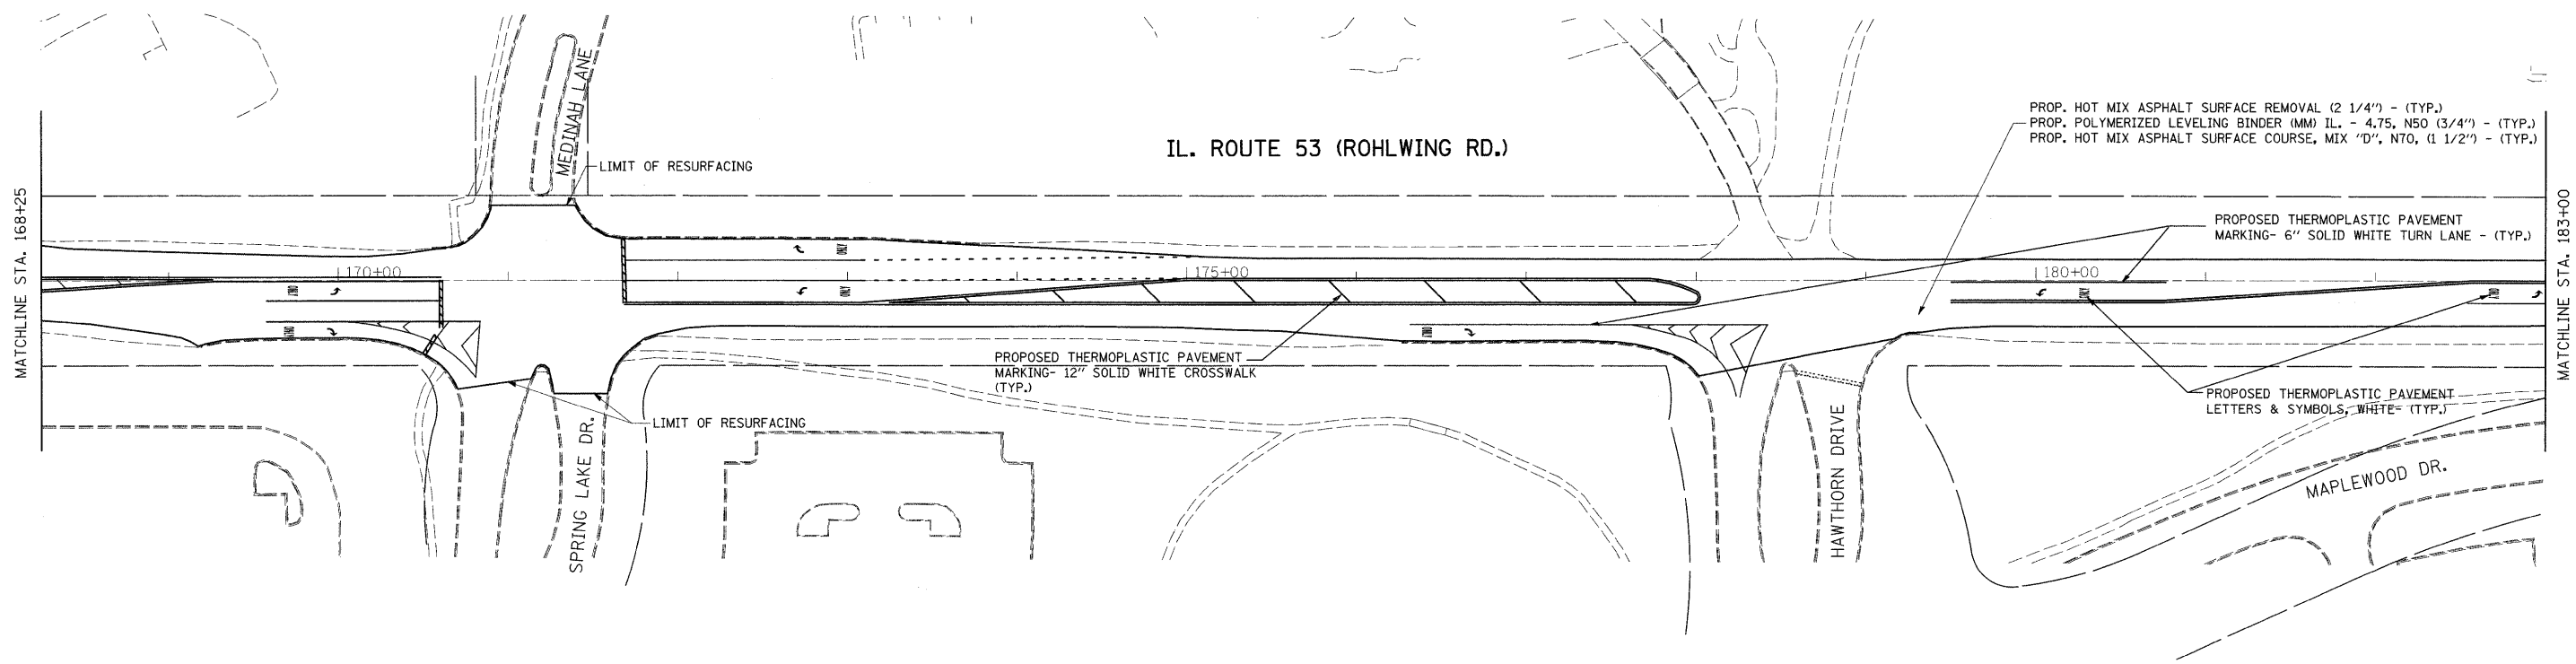 MATCHLINE STA. 168+25
MEDINAH LANE
LIMIT OF RESURFACING
IL. ROUTE 53 (ROHLWING RD.)
PROP. HOT MIX ASPHALT SURFACE REMOVAL (2 1/4") - (TYP.)
PROP. POLYMERIZED LEVELING BINDER (MM) IL. - 4.75, N50 (3/4") - (TYP.)
PROP. HOT MIX ASPHALT SURFACE COURSE, MIX "D", N70, (1 1/2") - (TYP.)
MATCHLINE STA. 183+00
PROPOSED THERMOPLASTIC PAVEMENT
MARKING- 6" SOLID WHITE TURN LANE - (TYP.)
170+00
175+00
180+00
ONLY
ONLY
ONLY
ONLY
ONLY
ONLY
ONLY
PROPOSED THERMOPLASTIC PAVEMENT
MARKING- 12" SOLID WHITE CROSSWALK
(TYP.)
PROPOSED THERMOPLASTIC PAVEMENT
LETTERS & SYMBOLS, WHITE- (TYP.)
LIMIT OF RESURFACING
SPRING LAKE DR.
HAWTHORN DRIVE
MAPLEWOOD DR.